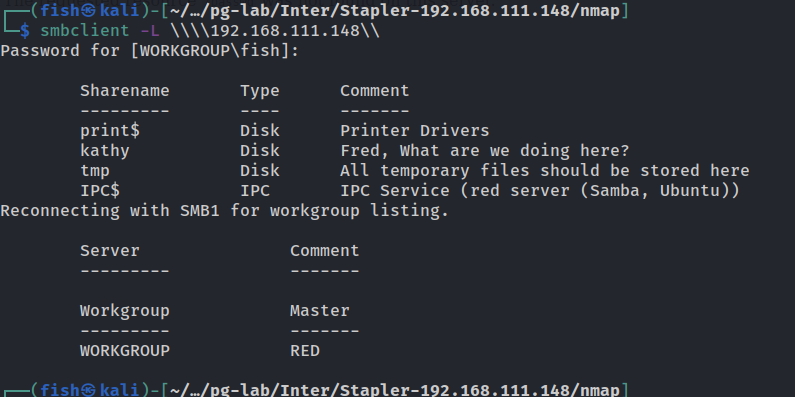 ┌──(fish㉿kali)-[~/…/pg-lab/Inter/Stapler-192.168.111.148/nmap]
└─$ smbclient -L \\\\192.168.111.148\\
Password for [WORKGROUP\fish]:
Sharename Type Comment
--------- ---- -------
print$ Disk Printer Drivers
kathy Disk Fred, What are we doing here?
tmp Disk All temporary files should be stored here
IPC$ IPC IPC Service (red server (Samba, Ubuntu))
Reconnecting with SMB1 for workgroup listing.
Server Comment
--------- -------
Workgroup Master
--------- -------
WORKGROUP RED
┌──(fish㉿kali)-[~/…/pg-lab/Inter/Stapler-192.168.111.148/nmap]